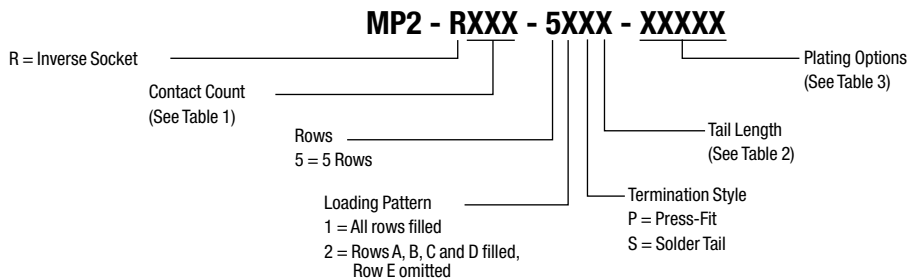 MP2 - RXXX - 5XXX - XXXXX
R = Inverse Socket
Plating Options
(See Table 3)
Contact Count
(See Table 1)
Rows
5 = 5 Rows
Tail Length
(See Table 2)
Loading Pattern
1 = All rows filled
2 = Rows A, B, C and D filled,
Row E omitted
Termination Style
P = Press-Fit
S = Solder Tail